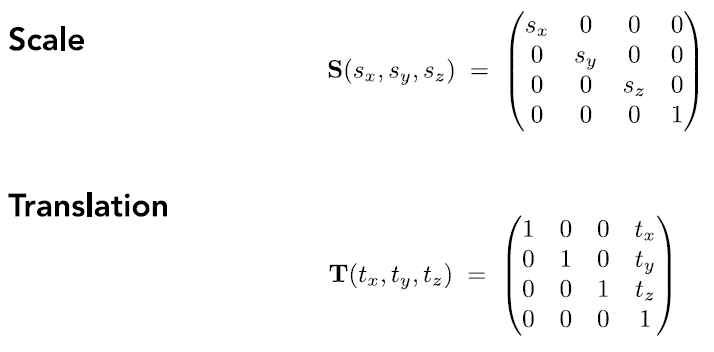 Scale
S(s_x, s_y, s_z) = 
s_x 0 0 0
0 s_y 0 0
0 0 s_z 0
0 0 0 1
Translation
T(t_x, t_y, t_z) = 
1 0 0 t_x
0 1 0 t_y
0 0 1 t_z
0 0 0 1